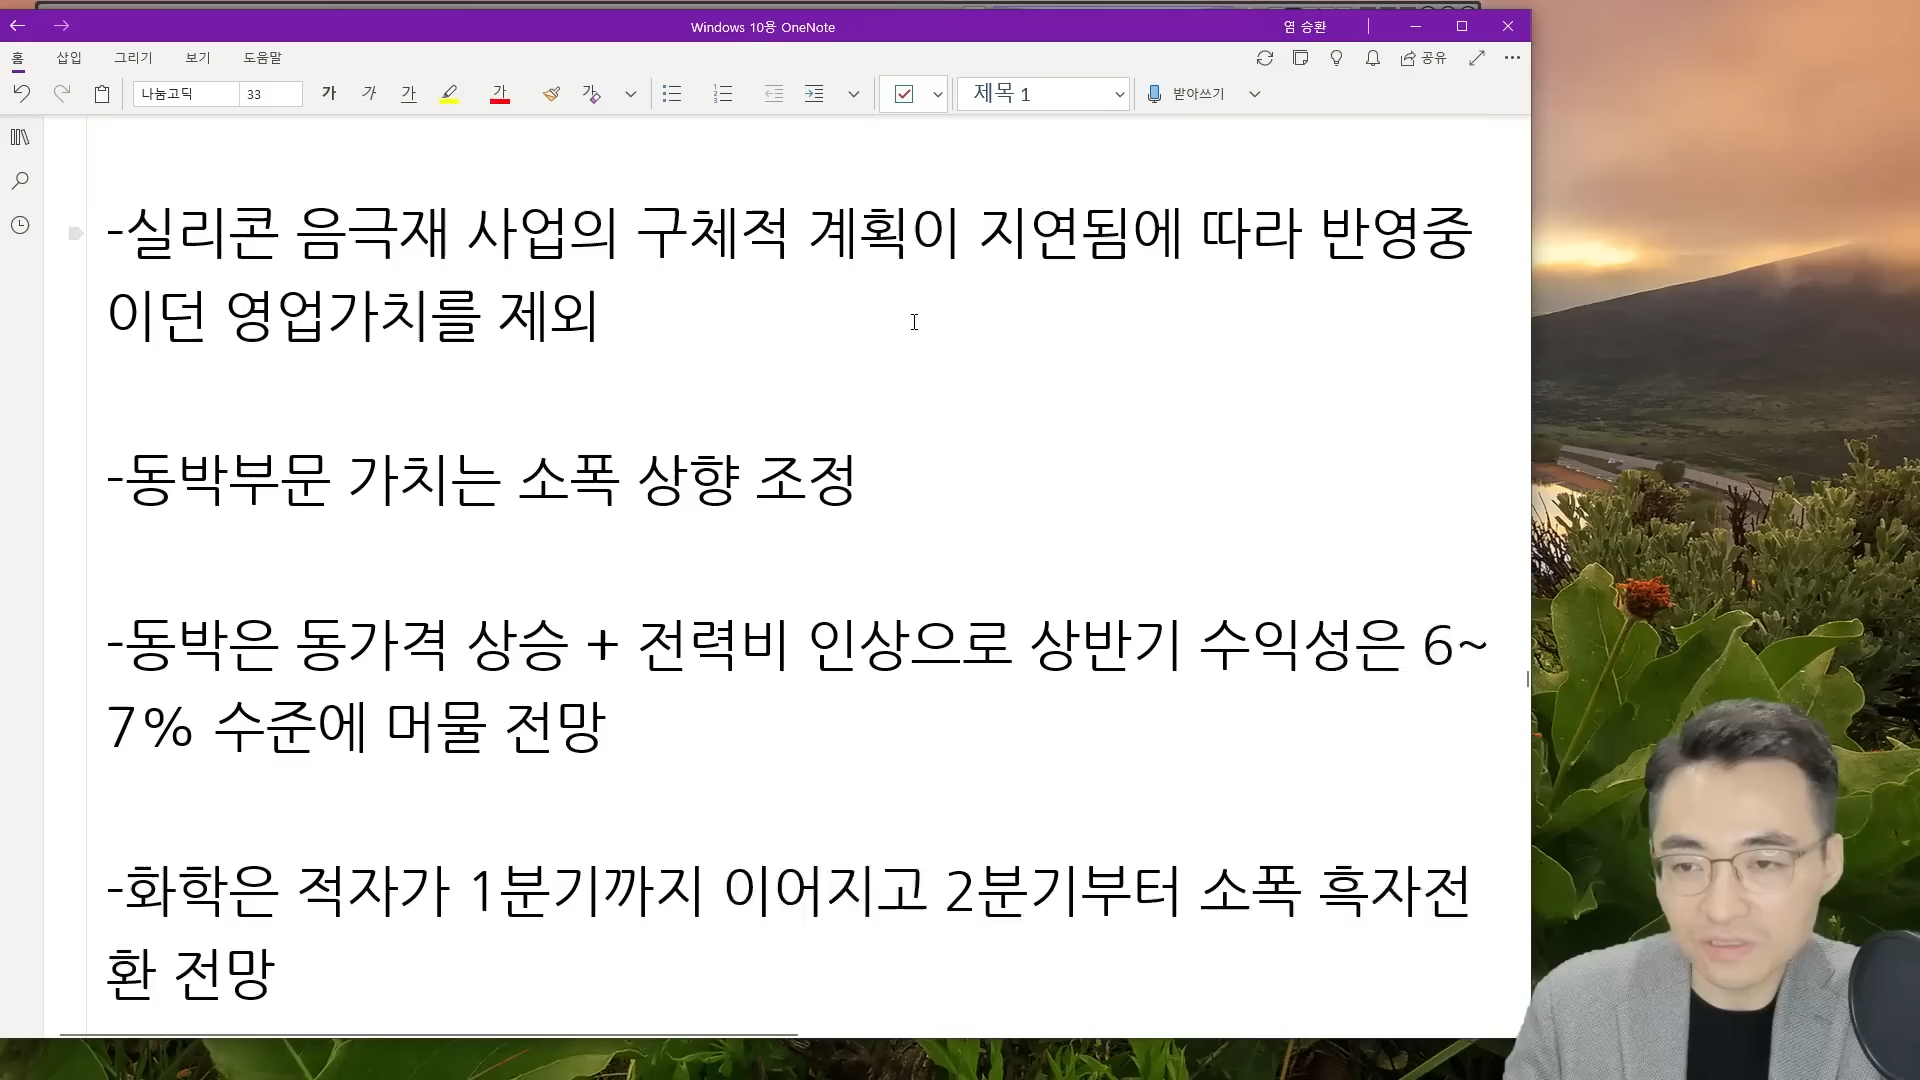 Windows 10용 OneNote
염 승환
홈 삽입 그리기 보기 도움말
공유
나눔고딕 33 가 가 가 가 가 제목 1 받아쓰기
-실리콘 음극재 사업의 구체적 계획이 지연됨에 따라 반영중
이던 영업가치를 제외
-동박부문 가치는 소폭 상향 조정
-동박은 동가격 상승 + 전력비 인상으로 상반기 수익성은 6~
7% 수준에 머물 전망
-화학은 적자가 1분기까지 이어지고 2분기부터 소폭 흑자전
환 전망